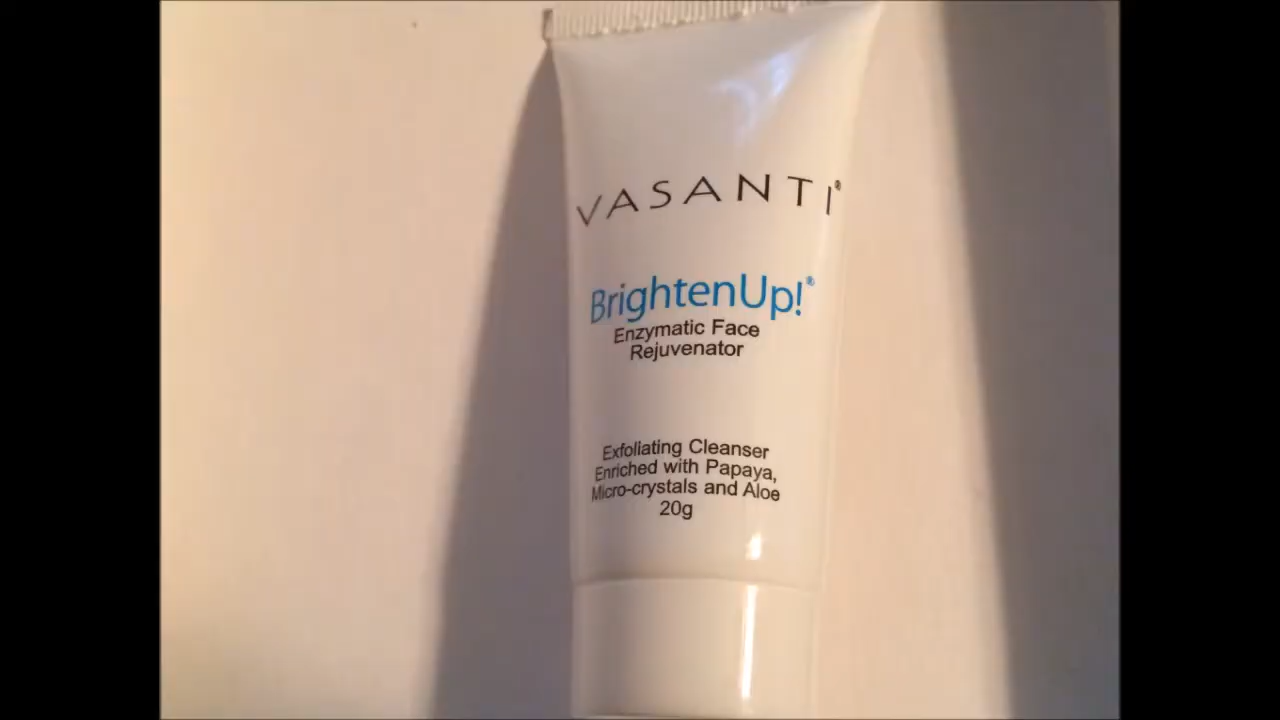 VASANTI®
BrightenUp!®
Enzymatic Face
Rejuvenator
Exfoliating Cleanser
Enriched with Papaya,
Micro-crystals and Aloe
20g